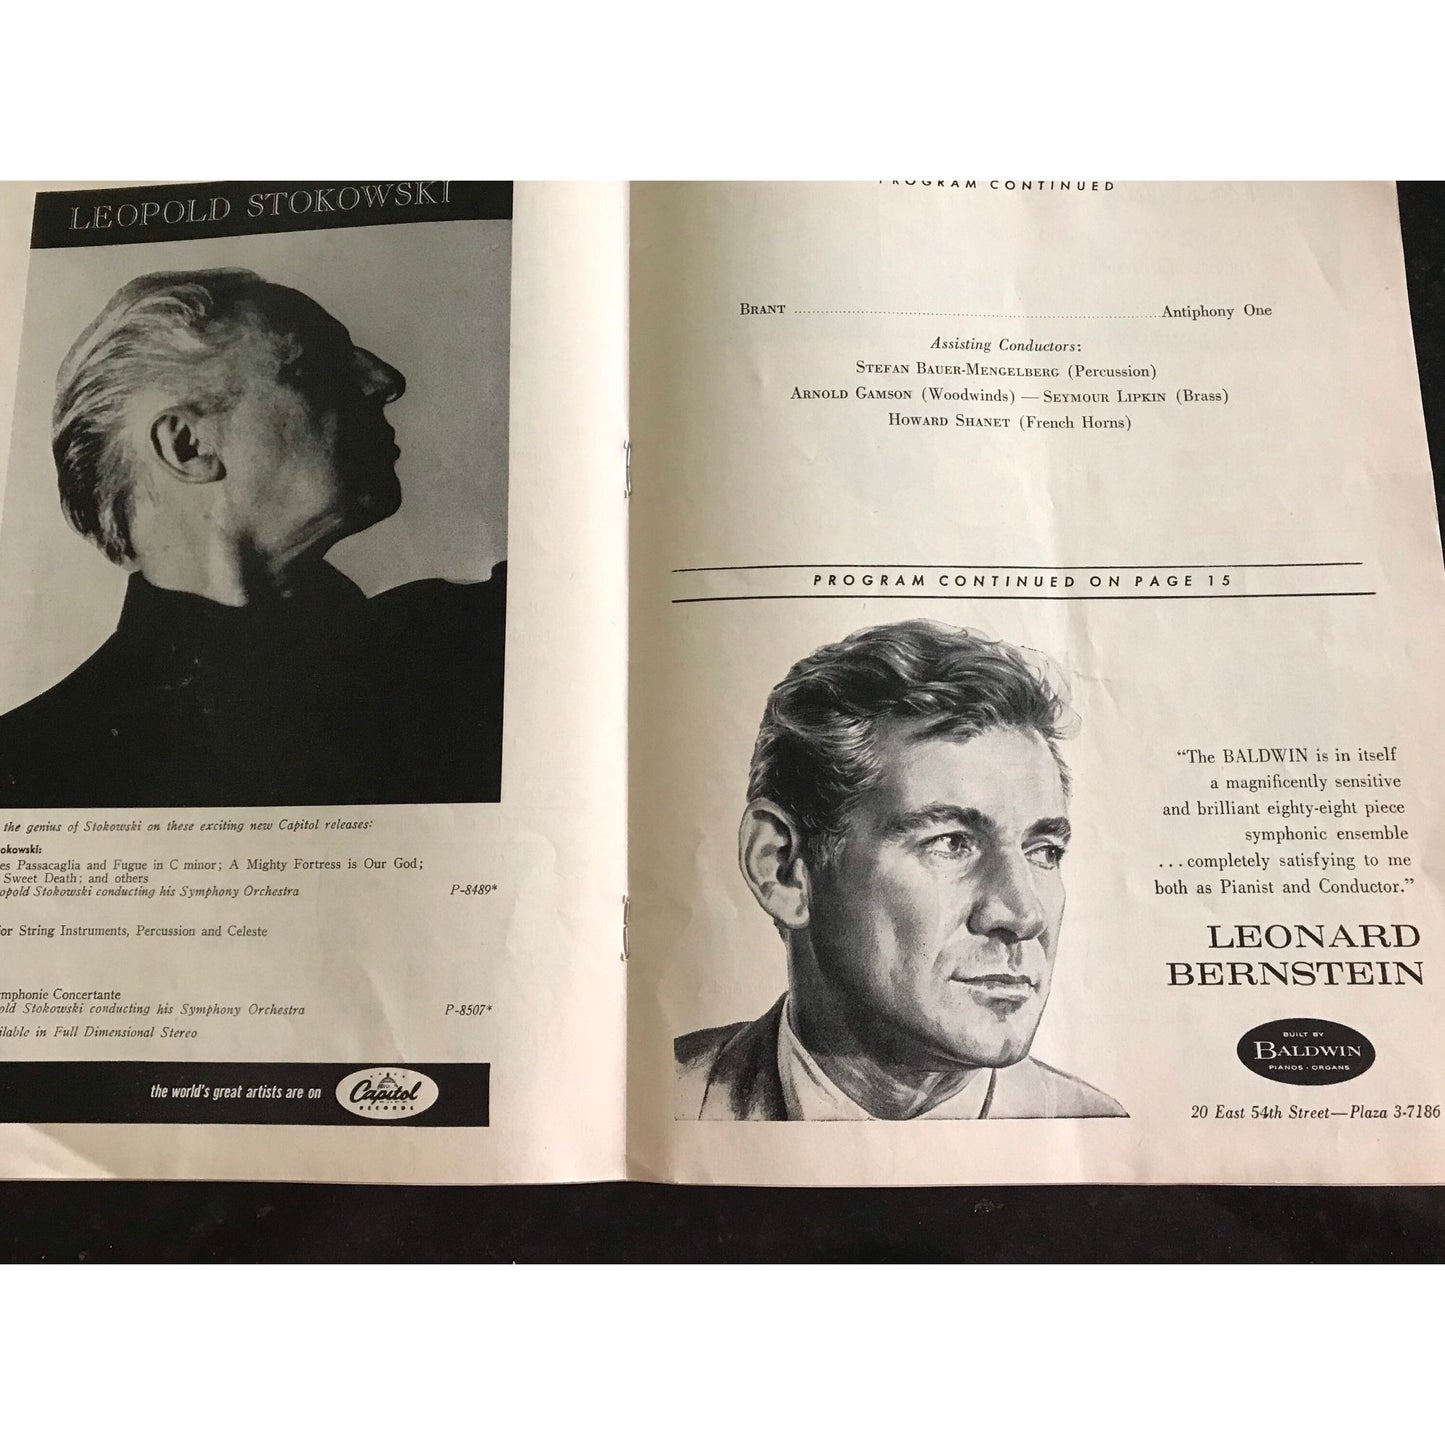 LEOPOLD STOKOWSKI
the genius of Stokowski on these exciting new Capitol releases:
okowski:
es Passacaglia and Fugue in C minor; A Mighty Fortress is Our God;
Sweet Death; and others
opold Stokowski conducting his Symphony Orchestra P-8489*
or String Instruments, Percussion and Celeste
mphonie Concertante
old Stokowski conducting his Symphony Orchestra P-8507*
ilable in Full Dimensional Stereo
the world's great artists are on
Capitol
RECORDS
PROGRAM CONTINUED
BRANT ........ Antiphony One
Assisting Conductors:
STEFAN BAUER-MENGELBERG (Percussion)
ARNOLD GAMSON (Woodwinds) — SEYMOUR LIPKIN (Brass)
HOWARD SHANET (French Horns)
PROGRAM CONTINUED ON PAGE 15
“The BALDWIN is in itself
a magnificently sensitive
and brilliant eighty-eight piece
symphonic ensemble
...completely satisfying to me
both as Pianist and Conductor.”
LEONARD
BERNSTEIN
BUILT BY
BALDWIN
PIANOS · ORGANS
20 East 54th Street—Plaza 3-7186